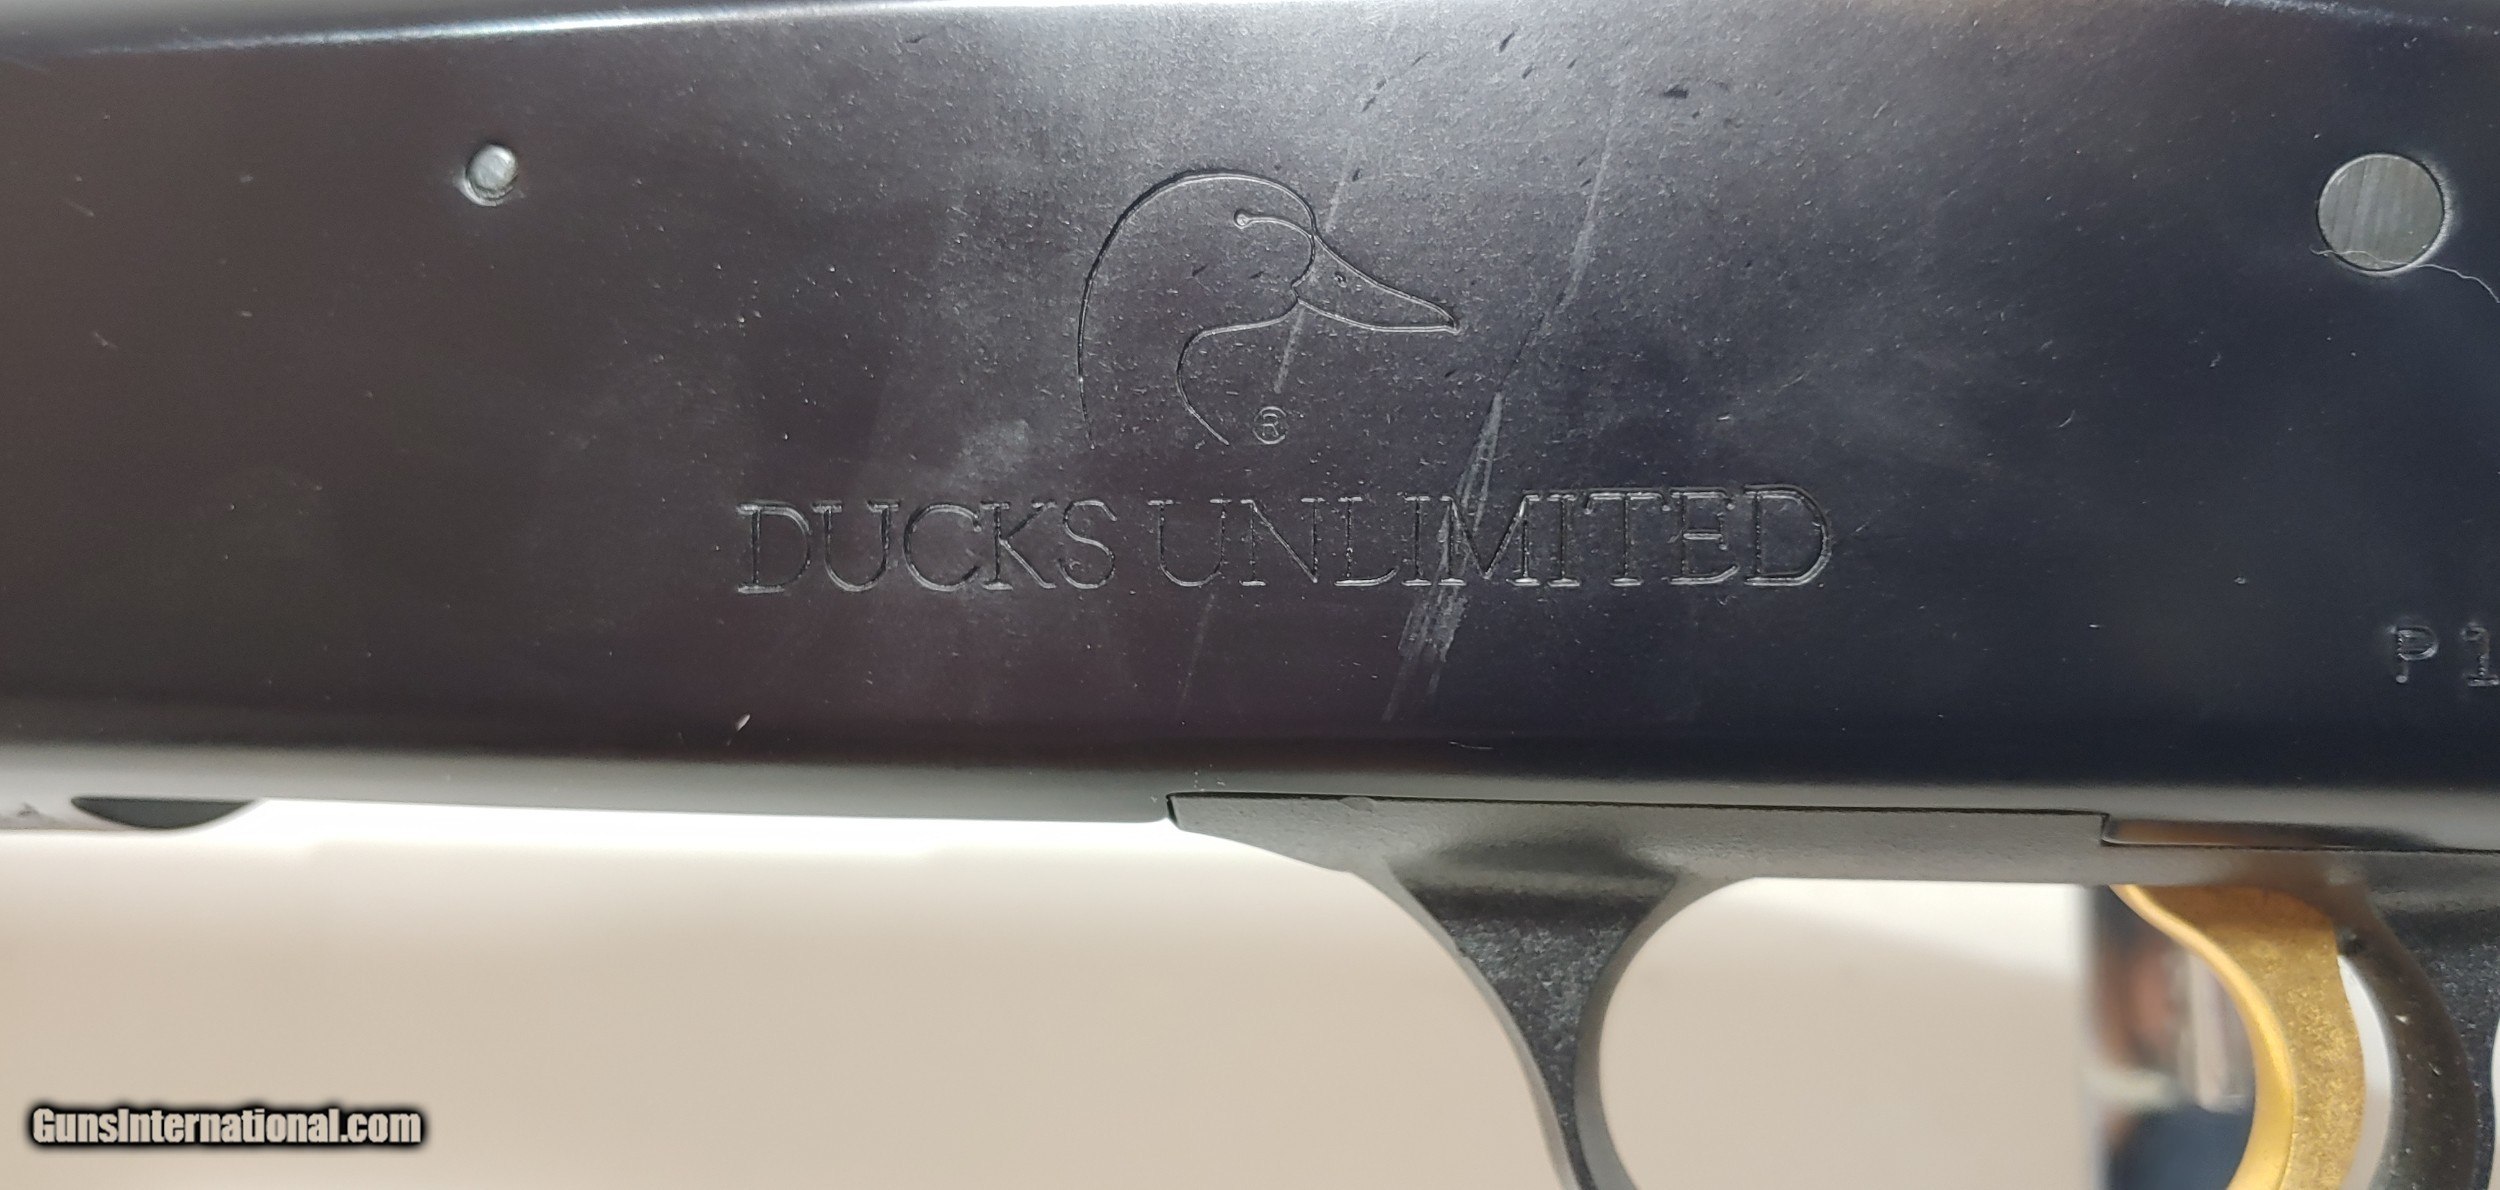 ®
DUCKS UNLIMITED
P1
GunsInternational.com